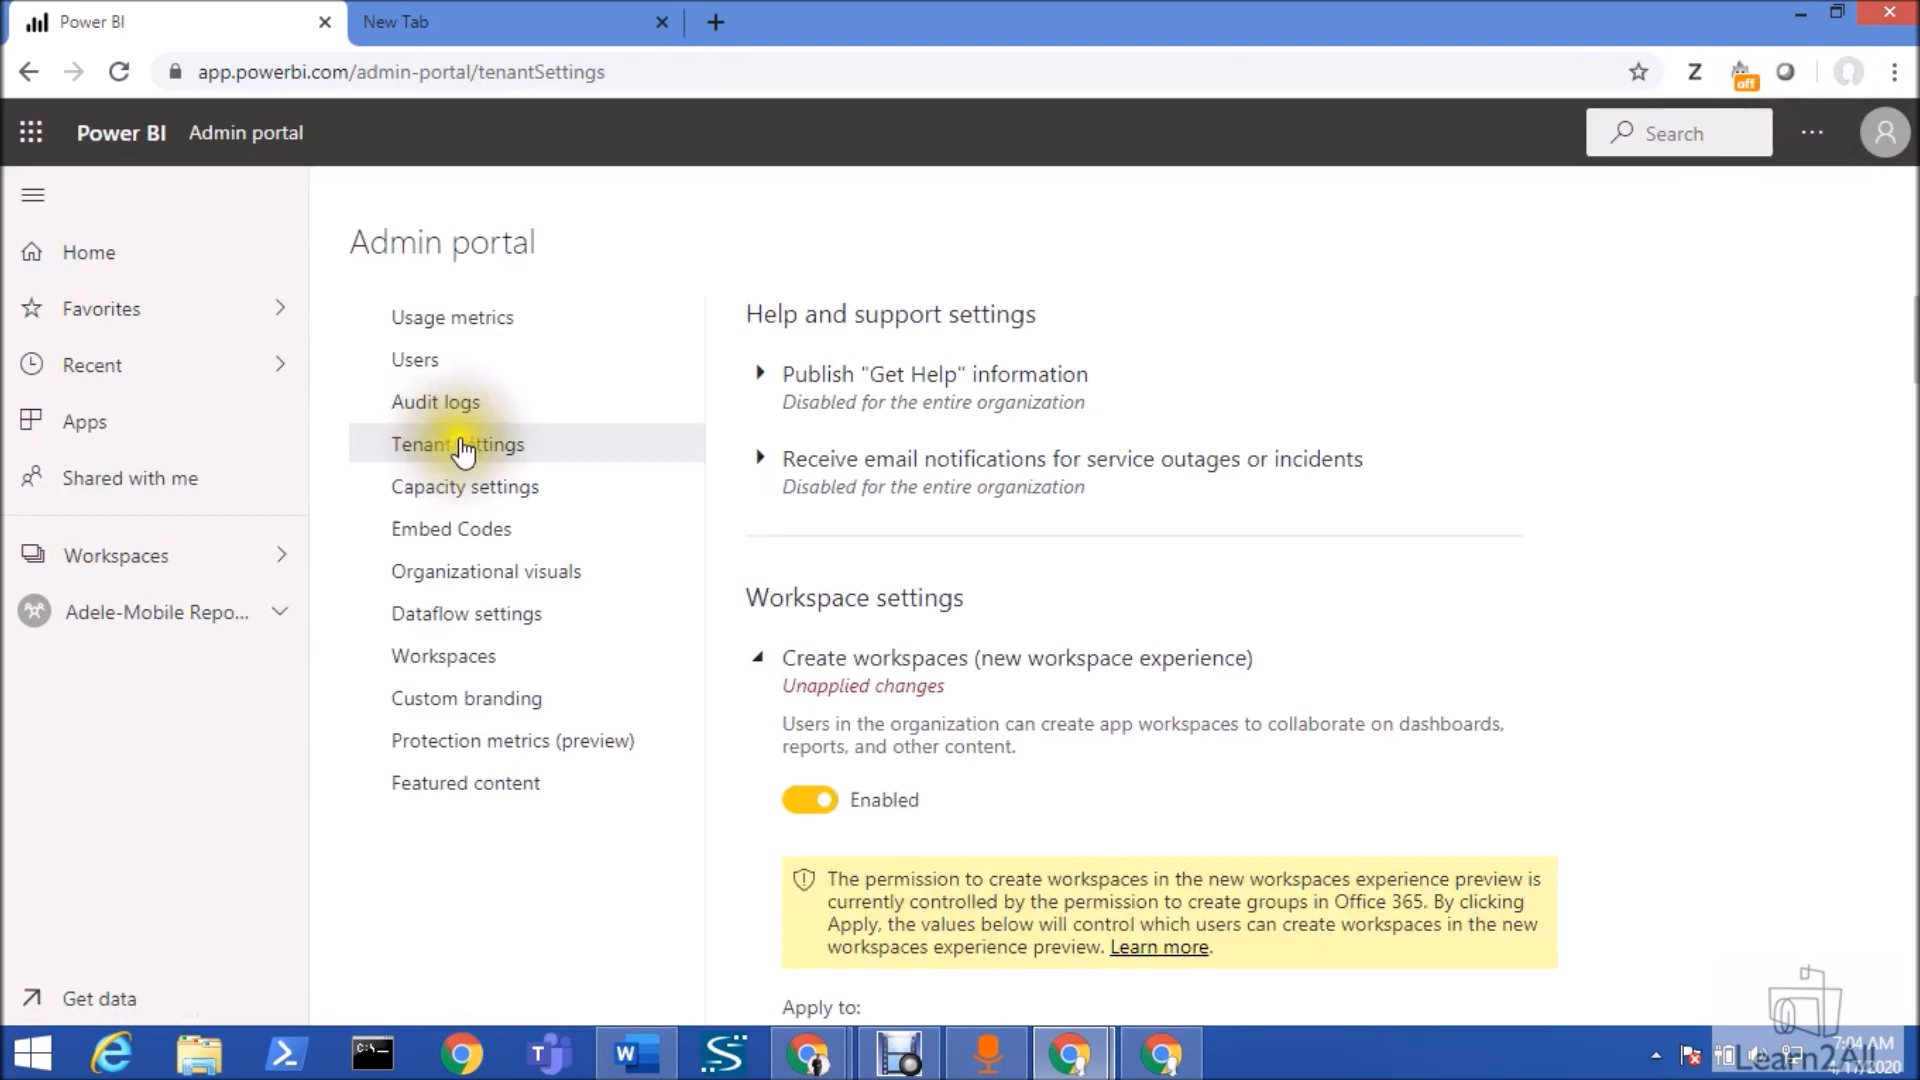 Power BI
New Tab
app.powerbi.com/admin-portal/tenantSettings
Z
off
Power BI Admin portal
Search
Home
Favorites
Recent
Apps
Shared with me
Workspaces
Adele-Mobile Repo...
Get data
Admin portal
Usage metrics
Users
Audit logs
Tenant settings
Capacity settings
Embed Codes
Organizational visuals
Dataflow settings
Workspaces
Custom branding
Protection metrics (preview)
Featured content
Help and support settings
Publish "Get Help" information
Disabled for the entire organization
Receive email notifications for service outages or incidents
Disabled for the entire organization
Workspace settings
Create workspaces (new workspace experience)
Unapplied changes
Users in the organization can create app workspaces to collaborate on dashboards,
reports, and other content.
Enabled
The permission to create workspaces in the new workspaces experience preview is
currently controlled by the permission to create groups in Office 365. By clicking
Apply, the values below will control which users can create workspaces in the new
workspaces experience preview. Learn more.
Apply to:
7:04 AM
Learn2All
4/17/2020